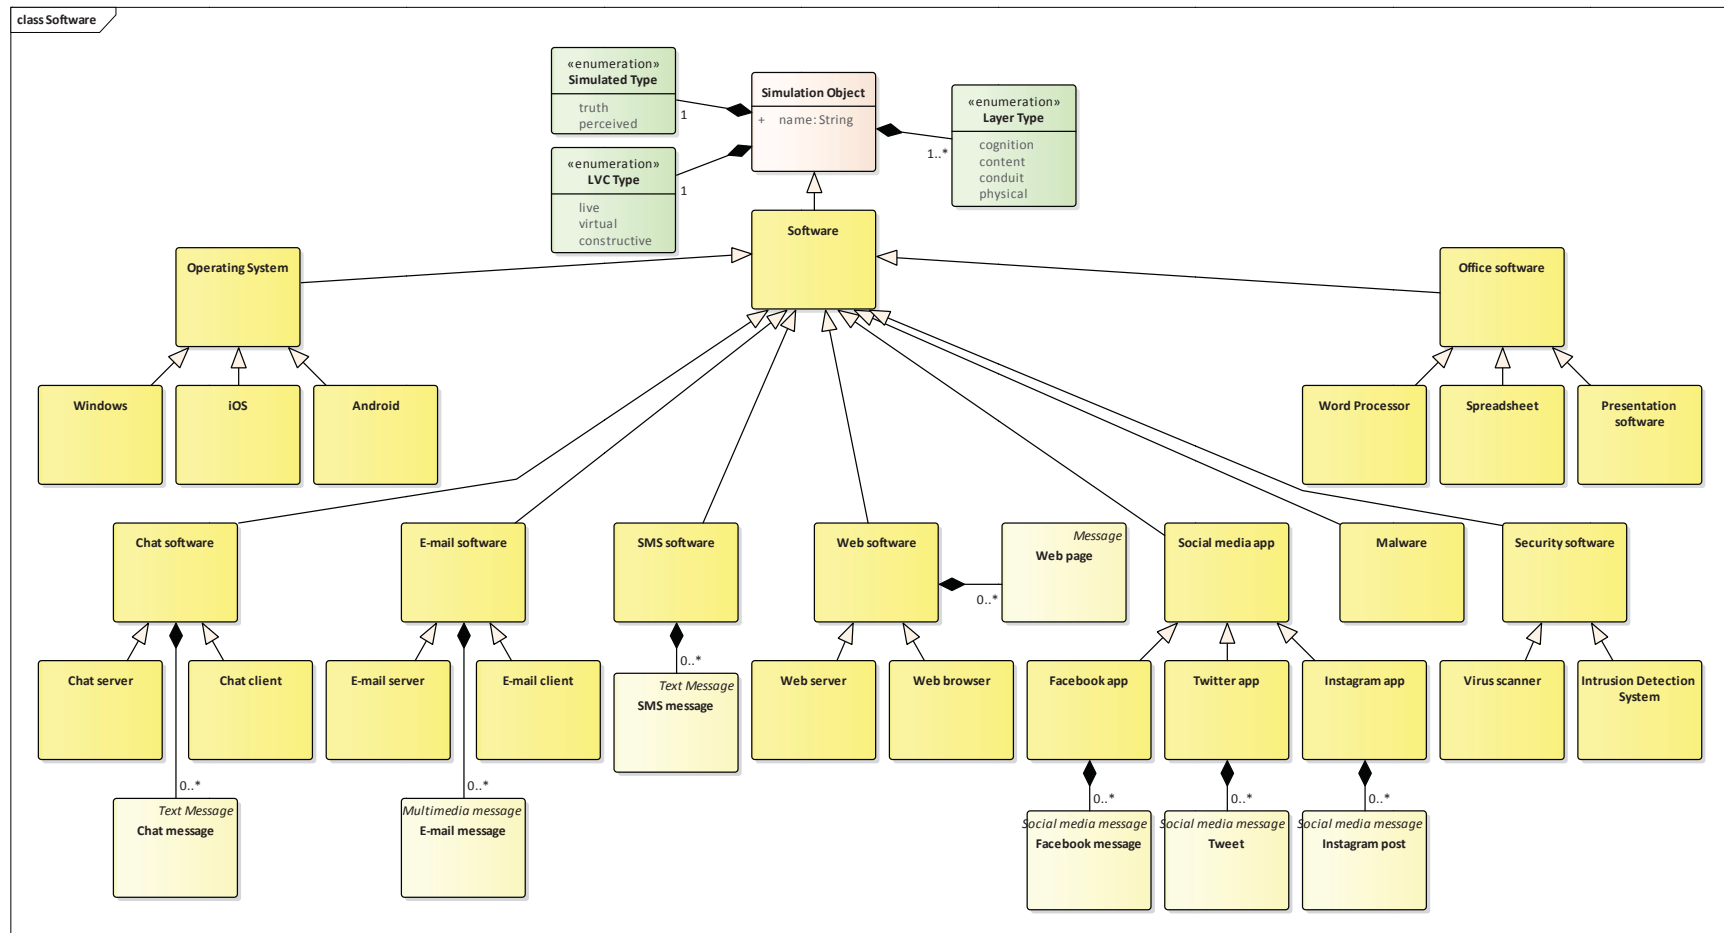 class Software
«enumeration»
Simulated Type
truth
perceived
1
Simulation Object
+ name: String
«enumeration»
Layer Type
cognition
content
conduit
physical
1..*
«enumeration»
LVC Type
live
virtual
constructive
1
Software
Operating System
Office software
Windows
iOS
Android
Word Processor
Spreadsheet
Presentation
software
Chat software
E-mail software
SMS software
Web software
Message
Web page
0..*
Social media app
Malware
Security software
Chat server
Chat client
E-mail server
E-mail client
0..*
Text Message
SMS message
Web server
Web browser
Facebook app
Twitter app
Instagram app
Virus scanner
Intrusion Detection
System
0..*
Text Message
Chat message
0..*
Multimedia message
E-mail message
0..*
Social media message
Facebook message
0..*
Social media message
Tweet
0..*
Social media message
Instagram post